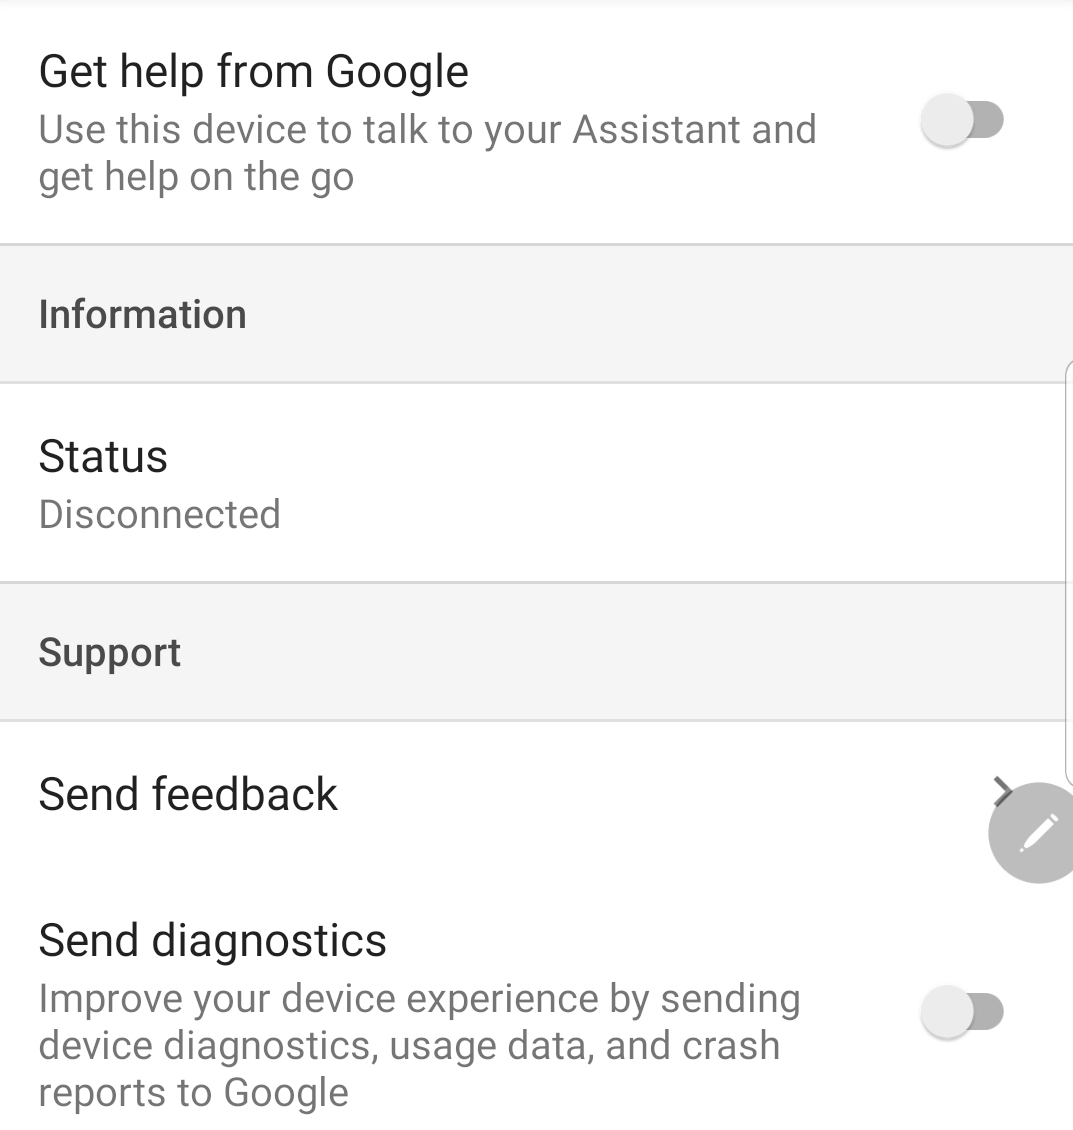 Get help from Google
Use this device to talk to your Assistant and
get help on the go
Information
Status
Disconnected
Support
Send feedback
Send diagnostics
Improve your device experience by sending
device diagnostics, usage data, and crash
reports to Google